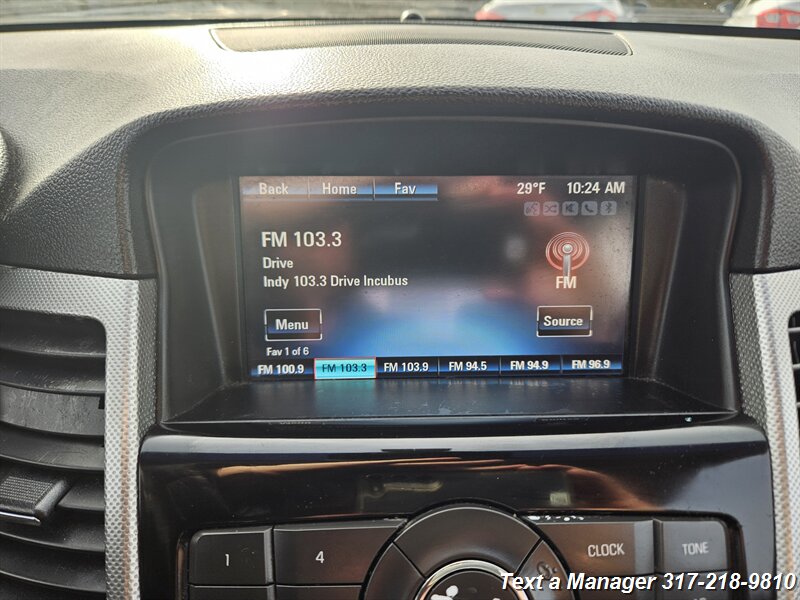 Back Home Fav 29°F 10:24 AM
FM 103.3
Drive
Indy 103.3 Drive Incubus
FM
Menu Source
Fav 1 of 6
FM 100.9 FM 103.3 FM 103.9 FM 94.5 FM 94.9 FM 96.9
1 4 CLOCK TONE
Text a Manager 317-218-9810